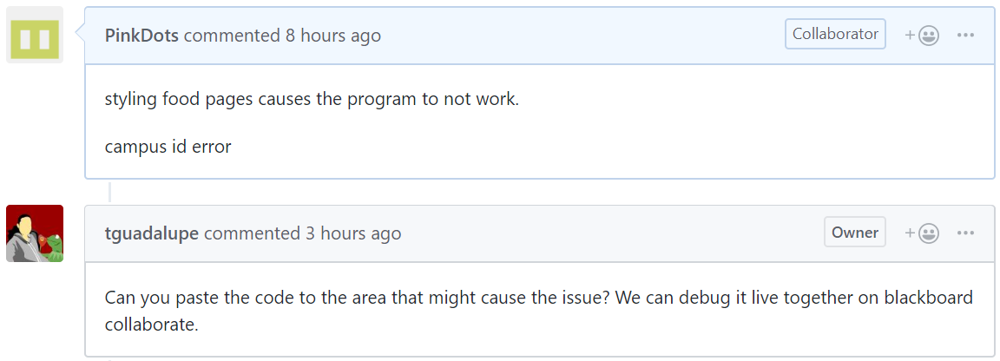 PinkDots commented 8 hours ago Collaborator
styling food pages causes the program to not work.
campus id error
tguadalupe commented 3 hours ago Owner
Can you paste the code to the area that might cause the issue? We can debug it live together on blackboard
collaborate.